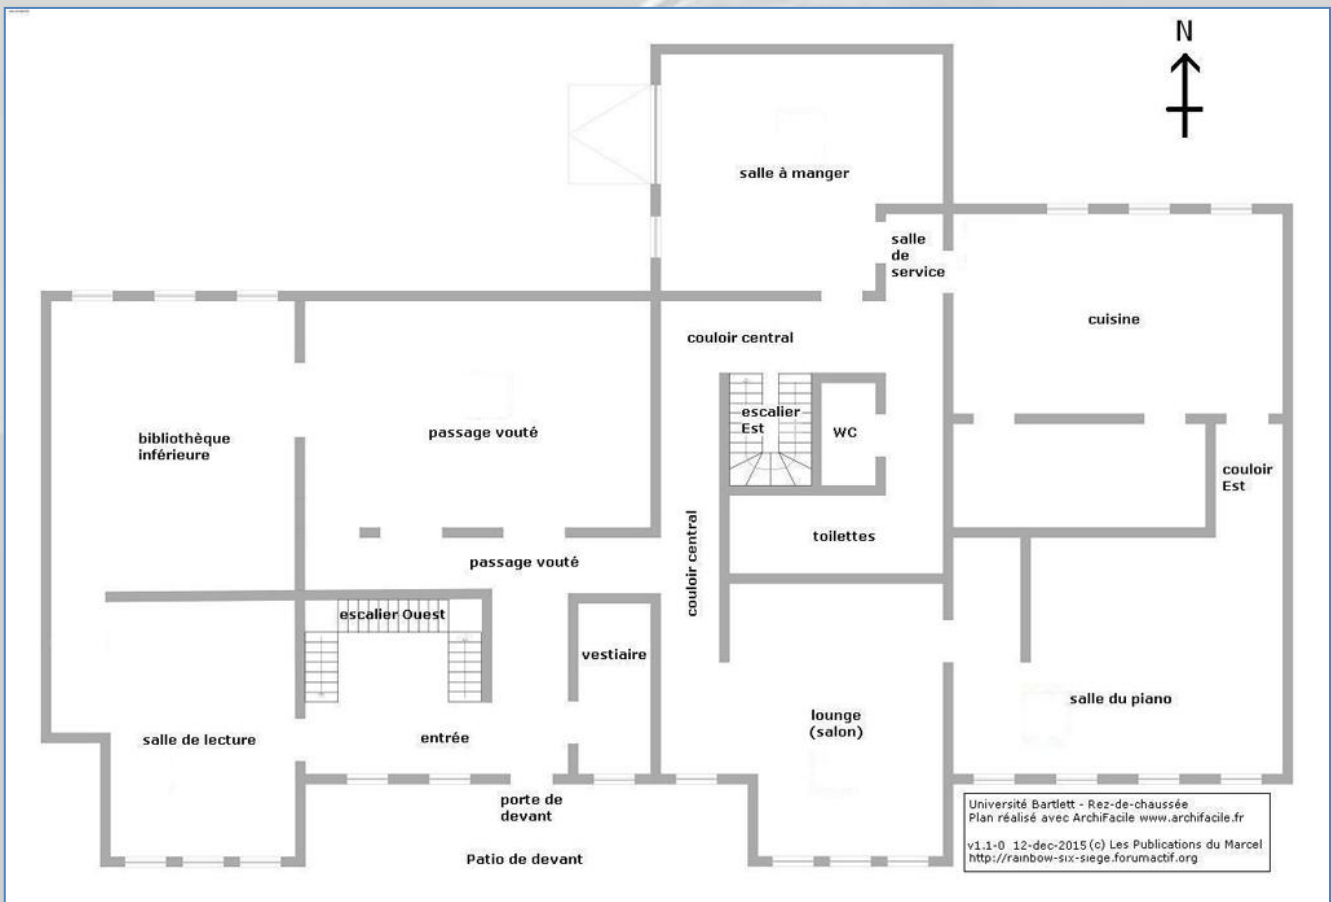 N
salle à manger
salle
de
service
couloir central
cuisine
escalier
Est
WC
bibliothèque
inférieure
passage vouté
couloir
Est
couloir central
toilettes
passage vouté
escalier Ouest
vestiaire
salle de lecture
entrée
lounge
(salon)
salle du piano
porte de
devant
Patio de devant
Université Bartlett - Rez-de-chaussée
Plan réalisé avec ArchiFacile www.archifacile.fr
v1.1-0 12-dec-2015 (c) Les Publications du Marcel
http://rainbow-six-siege.forumactif.org